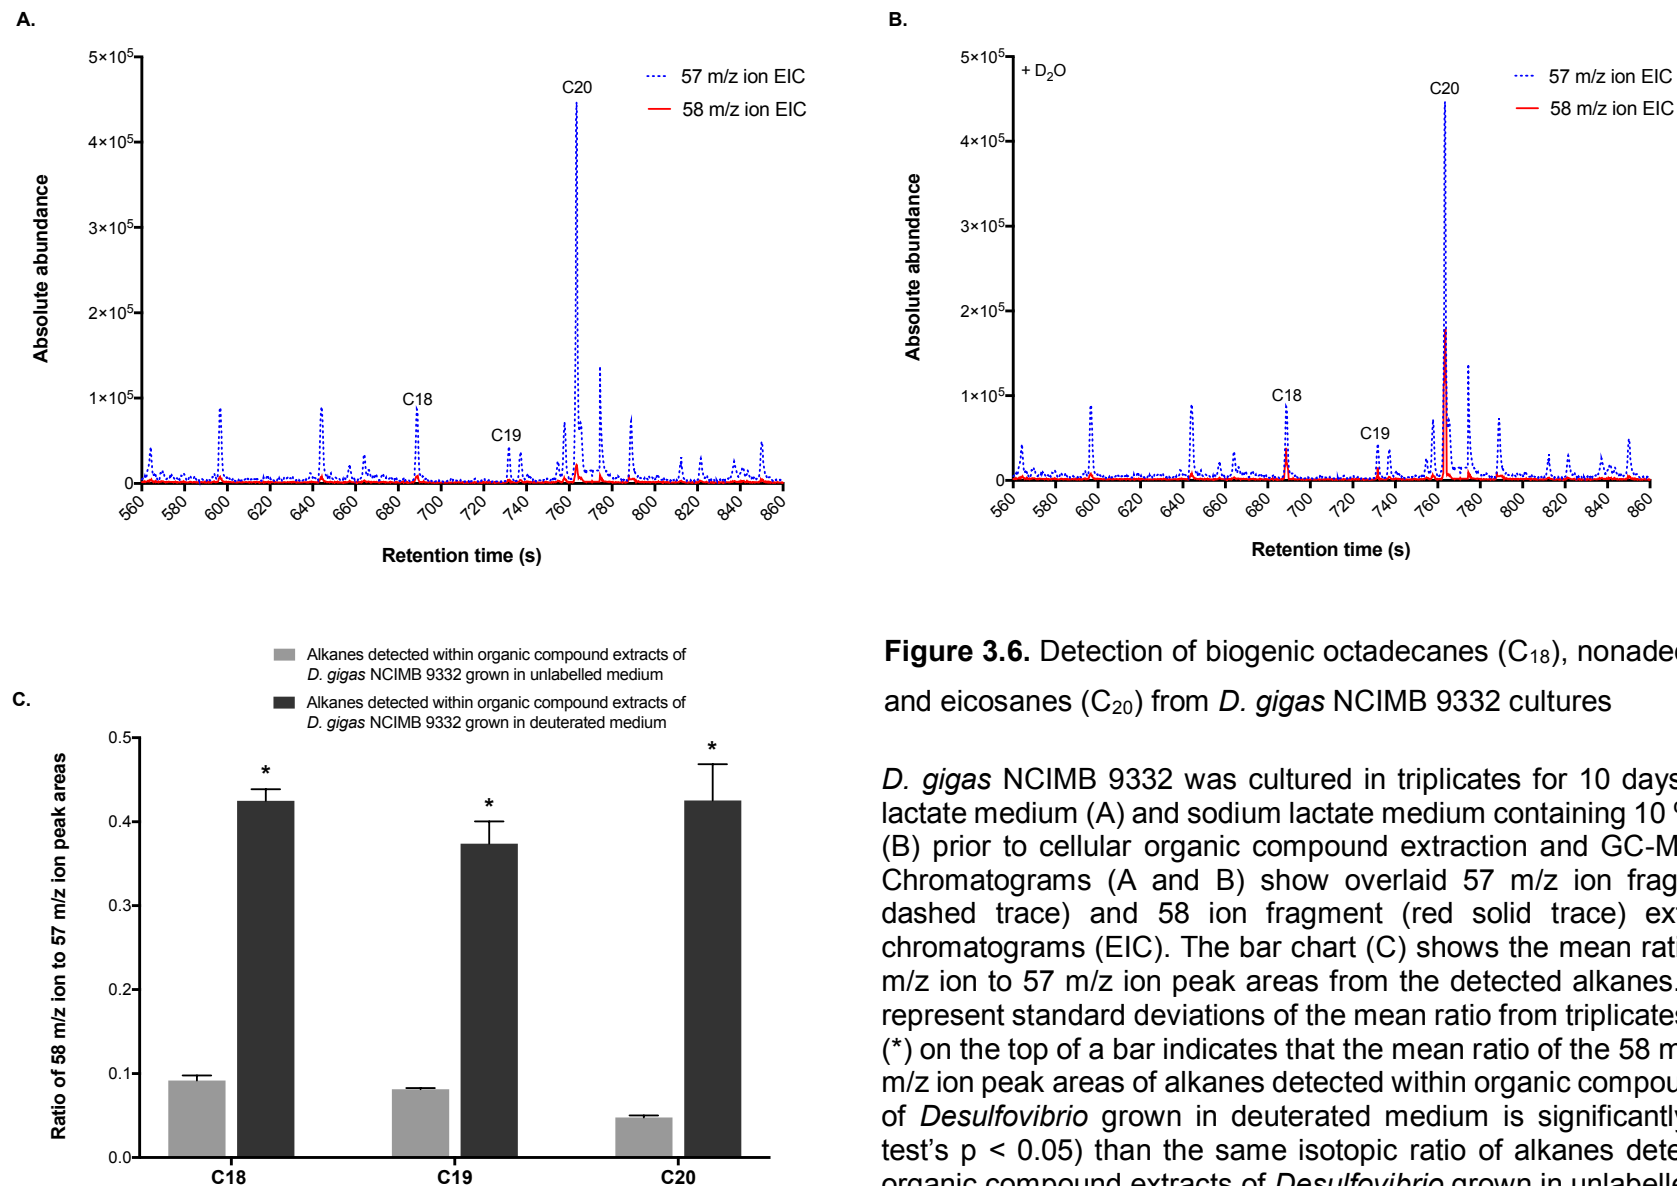 A.
5×10⁵
4×10⁵
3×10⁵
2×10⁵
1×10⁵
0
Absolute abundance
57 m/z ion EIC
58 m/z ion EIC
C20
C18
C19
560 580 600 620 640 660 680 700 720 740 760 780 800 820 840 860
Retention time (s)
B.
5×10⁵
4×10⁵
3×10⁵
2×10⁵
1×10⁵
0
Absolute abundance
+ D₂O
57 m/z ion EIC
58 m/z ion EIC
C20
C18
C19
560 580 600 620 640 660 680 700 720 740 760 780 800 820 840 860
Retention time (s)
C.
Alkanes detected within organic compound extracts of
D. gigas NCIMB 9332 grown in unlabelled medium
Alkanes detected within organic compound extracts of
D. gigas NCIMB 9332 grown in deuterated medium
0.5
0.4
0.3
0.2
0.1
0.0
Ratio of 58 m/z ion to 57 m/z ion peak areas
* * *
C18 C19 C20
Figure 3.6. Detection of biogenic octadecanes (C₁₈), nonadec
and eicosanes (C₂₀) from D. gigas NCIMB 9332 cultures
D. gigas NCIMB 9332 was cultured in triplicates for 10 days
lactate medium (A) and sodium lactate medium containing 10
(B) prior to cellular organic compound extraction and GC-M
Chromatograms (A and B) show overlaid 57 m/z ion frag
dashed trace) and 58 ion fragment (red solid trace) ex
chromatograms (EIC). The bar chart (C) shows the mean rati
m/z ion to 57 m/z ion peak areas from the detected alkanes.
represent standard deviations of the mean ratio from triplicates
(*) on the top of a bar indicates that the mean ratio of the 58 m
m/z ion peak areas of alkanes detected within organic compou
of Desulfovibrio grown in deuterated medium is significantly
test's p < 0.05) than the same isotopic ratio of alkanes dete
organic compound extracts of Desulfovibrio grown in unlabelle